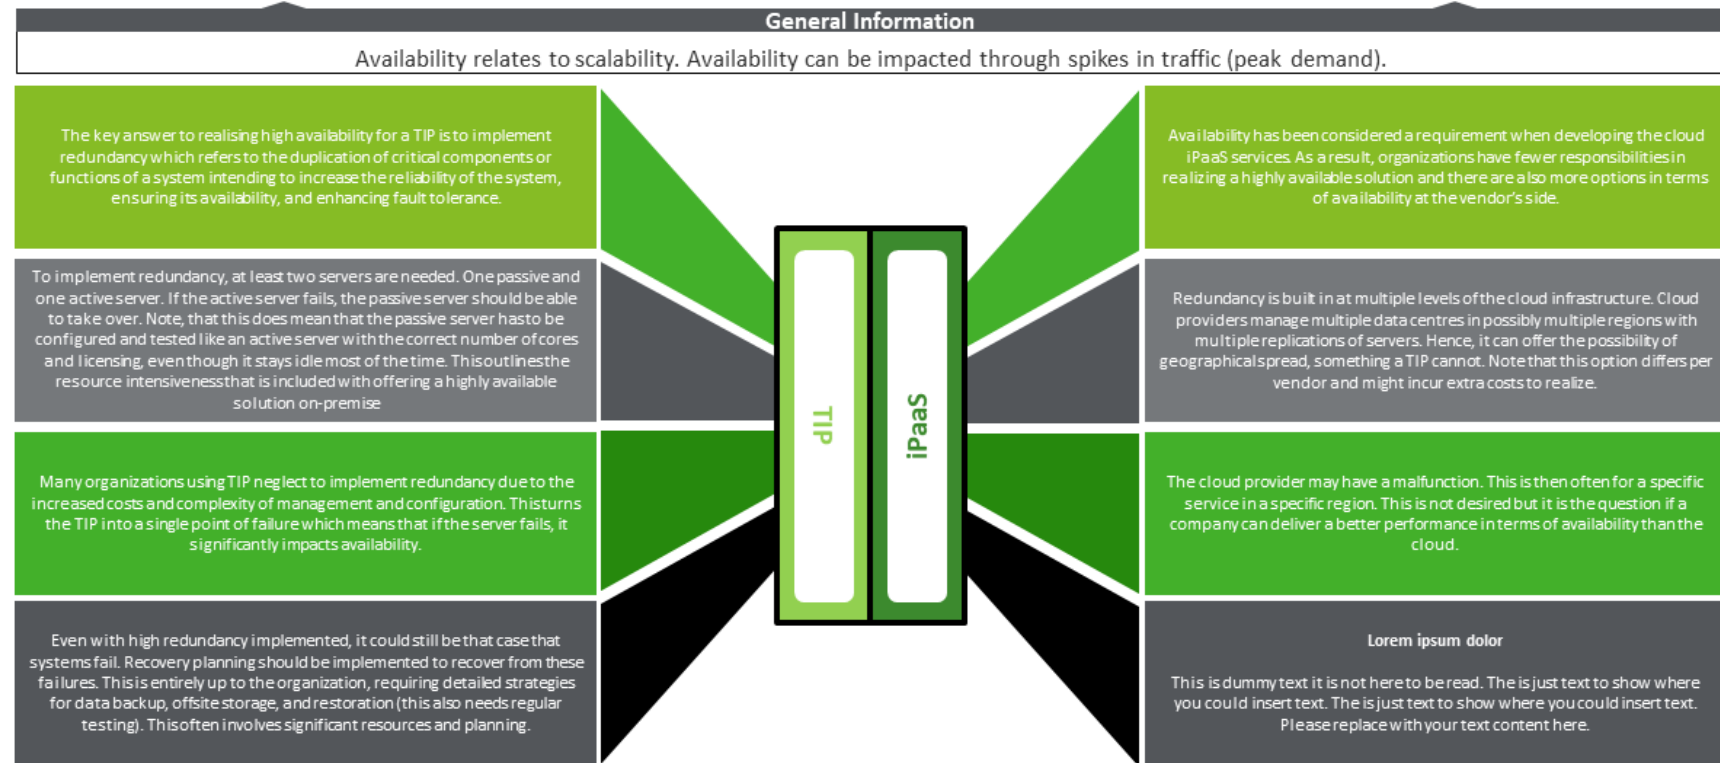 General Information
Availability relates to scalability. Availability can be impacted through spikes in traffic (peak demand).
The key answer to realising high availability for a TIP is to implement
redundancy which refers to the duplication of critical components or
functions of a system intending to increase the reliability of the system,
ensuring its availability, and enhancing fault tolerance.
To implement redundancy, at least two servers are needed. One passive and
one active server. If the active server fails, the passive server should be able
to take over. Note, that this does mean that the passive server has to be
configured and tested like an active server with the correct number of cores
and licensing, even though it stays idle most of the time. This outlines the
resource intensiveness that is included with offering a highly available
solution on-premise
Many organizations using TIP neglect to implement redundancy due to the
increased costs and complexity of management and configuration. This turns
the TIP into a single point of failure which means that if the server fails, it
significantly impacts availability.
Even with high redundancy implemented, it could still be that case that
systems fail. Recovery planning should be implemented to recover from these
failures. This is entirely up to the organization, requiring detailed strategies
for data backup, offsite storage, and restoration (this also needs regular
testing). This often involves significant resources and planning.
TIP
iPaaS
Availability has been considered a requirement when developing the cloud
iPaaS services. As a result, organizations have fewer responsibilities in
realizing a highly available solution and there are also more options in terms
of availability at the vendor's side.
Redundancy is built in at multiple levels of the cloud infrastructure. Cloud
providers manage multiple data centres in possibly multiple regions with
multiple replications of servers. Hence, it can offer the possibility of
geographical spread, something a TIP cannot. Note that this option differs per
vendor and might incur extra costs to realize.
The cloud provider may have a malfunction. This is then often for a specific
service in a specific region. This is not desired but it is the question if a
company can deliver a better performance in terms of availability than the
cloud.
Lorem ipsum dolor
This is dummy text it is not here to be read. The is just text to show where
you could insert text. The is just text to show where you could insert text.
Please replace with your text content here.